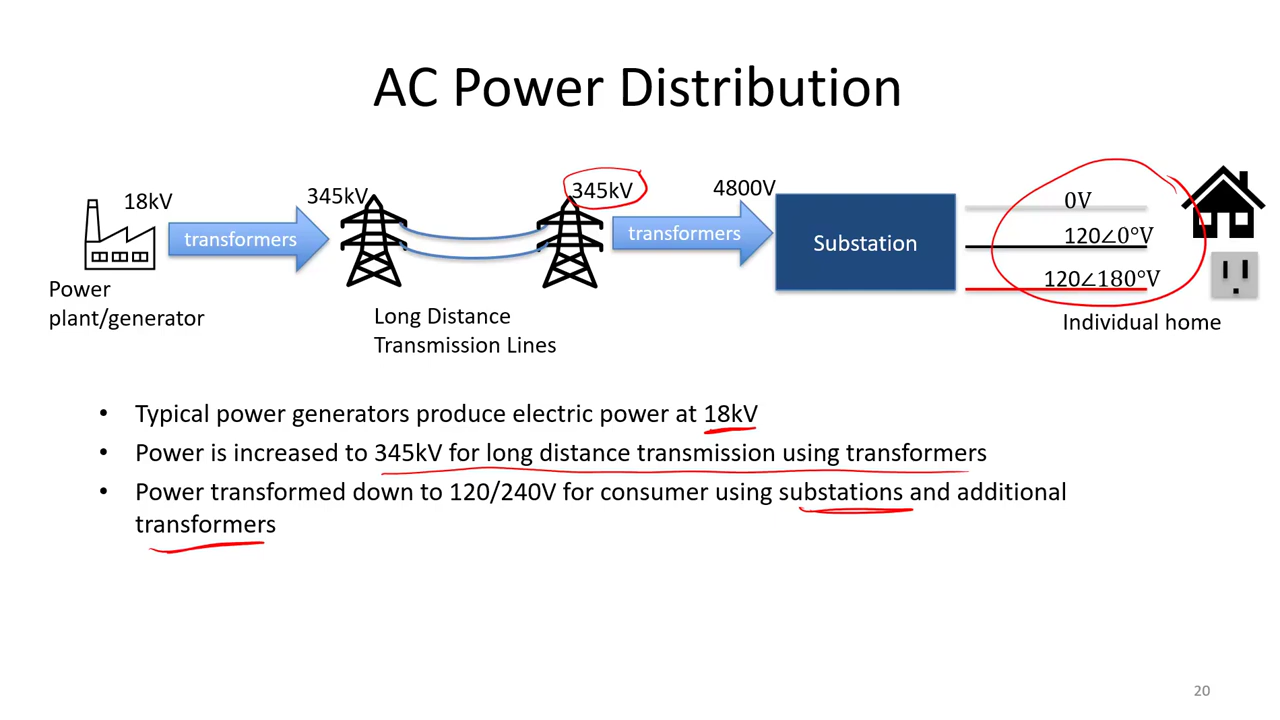 AC Power Distribution
18kV
345kV
345kV
4800V
transformers
transformers
Substation
0V
120∠0°V
120∠180°V
Power
plant/generator
Long Distance
Transmission Lines
Individual home
• Typical power generators produce electric power at 18kV
• Power is increased to 345kV for long distance transmission using transformers
• Power transformed down to 120/240V for consumer using substations and additional
transformers
20